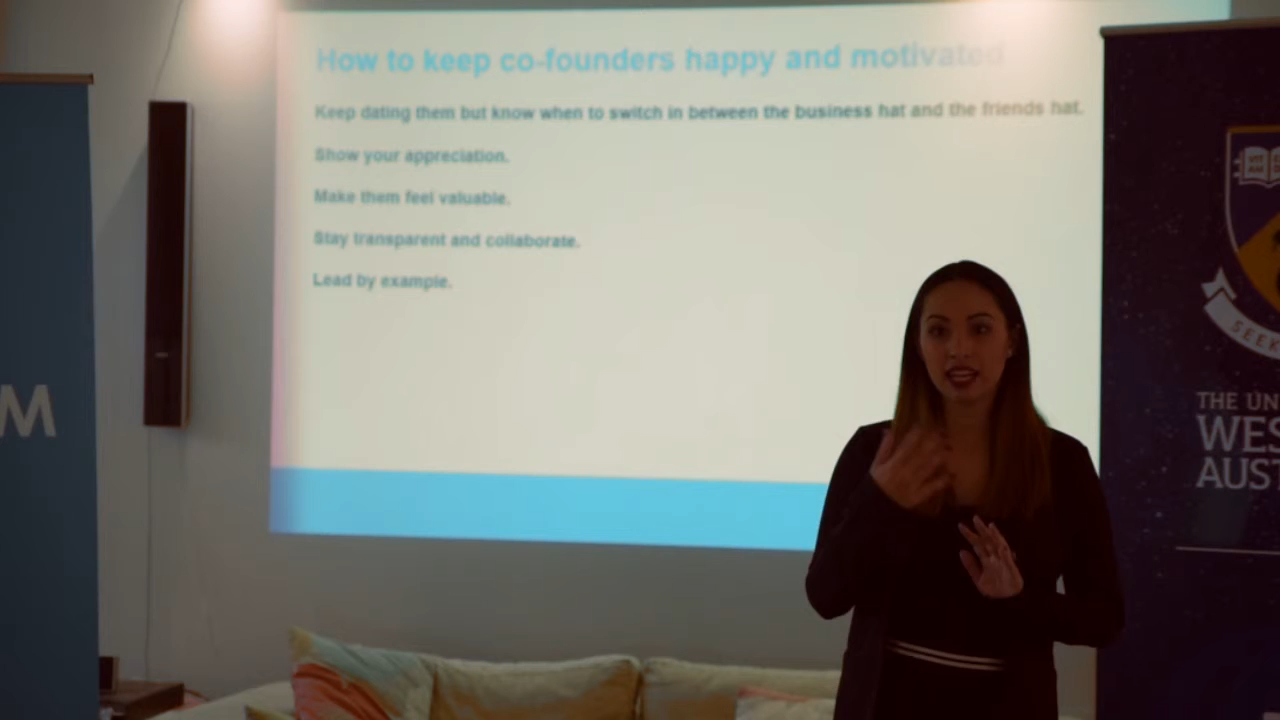 How to keep co-founders happy and motivated
Keep dating them but know when to switch in between the business hat and the friends hat.
Show your appreciation.
Make them feel valuable.
Stay transparent and collaborate.
Lead by example.
M
SEEK
THE UN
WES
AUST